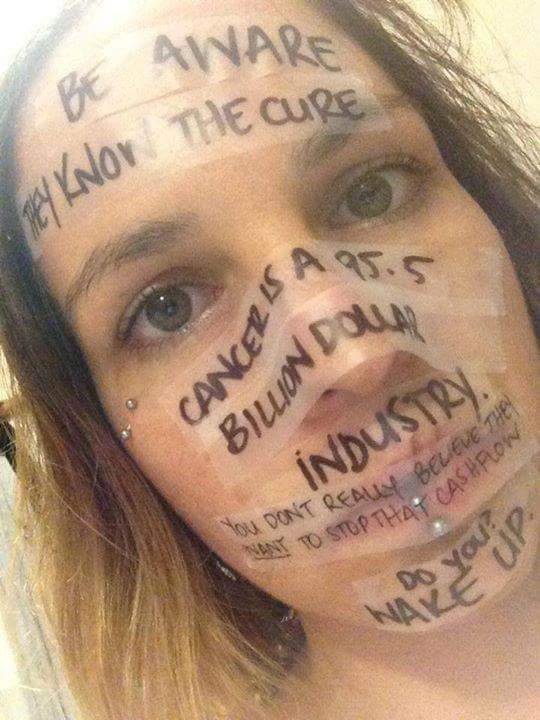 BE AWARE
THEY KNOW THE CURE
CANCER IS A 95.5
BILLION DOLLAR
INDUSTRY.
YOU DON'T REALLY BELIEVE THEY
WANT TO STOP THAT CASHFLOW
DO YOU?
WAKE UP.